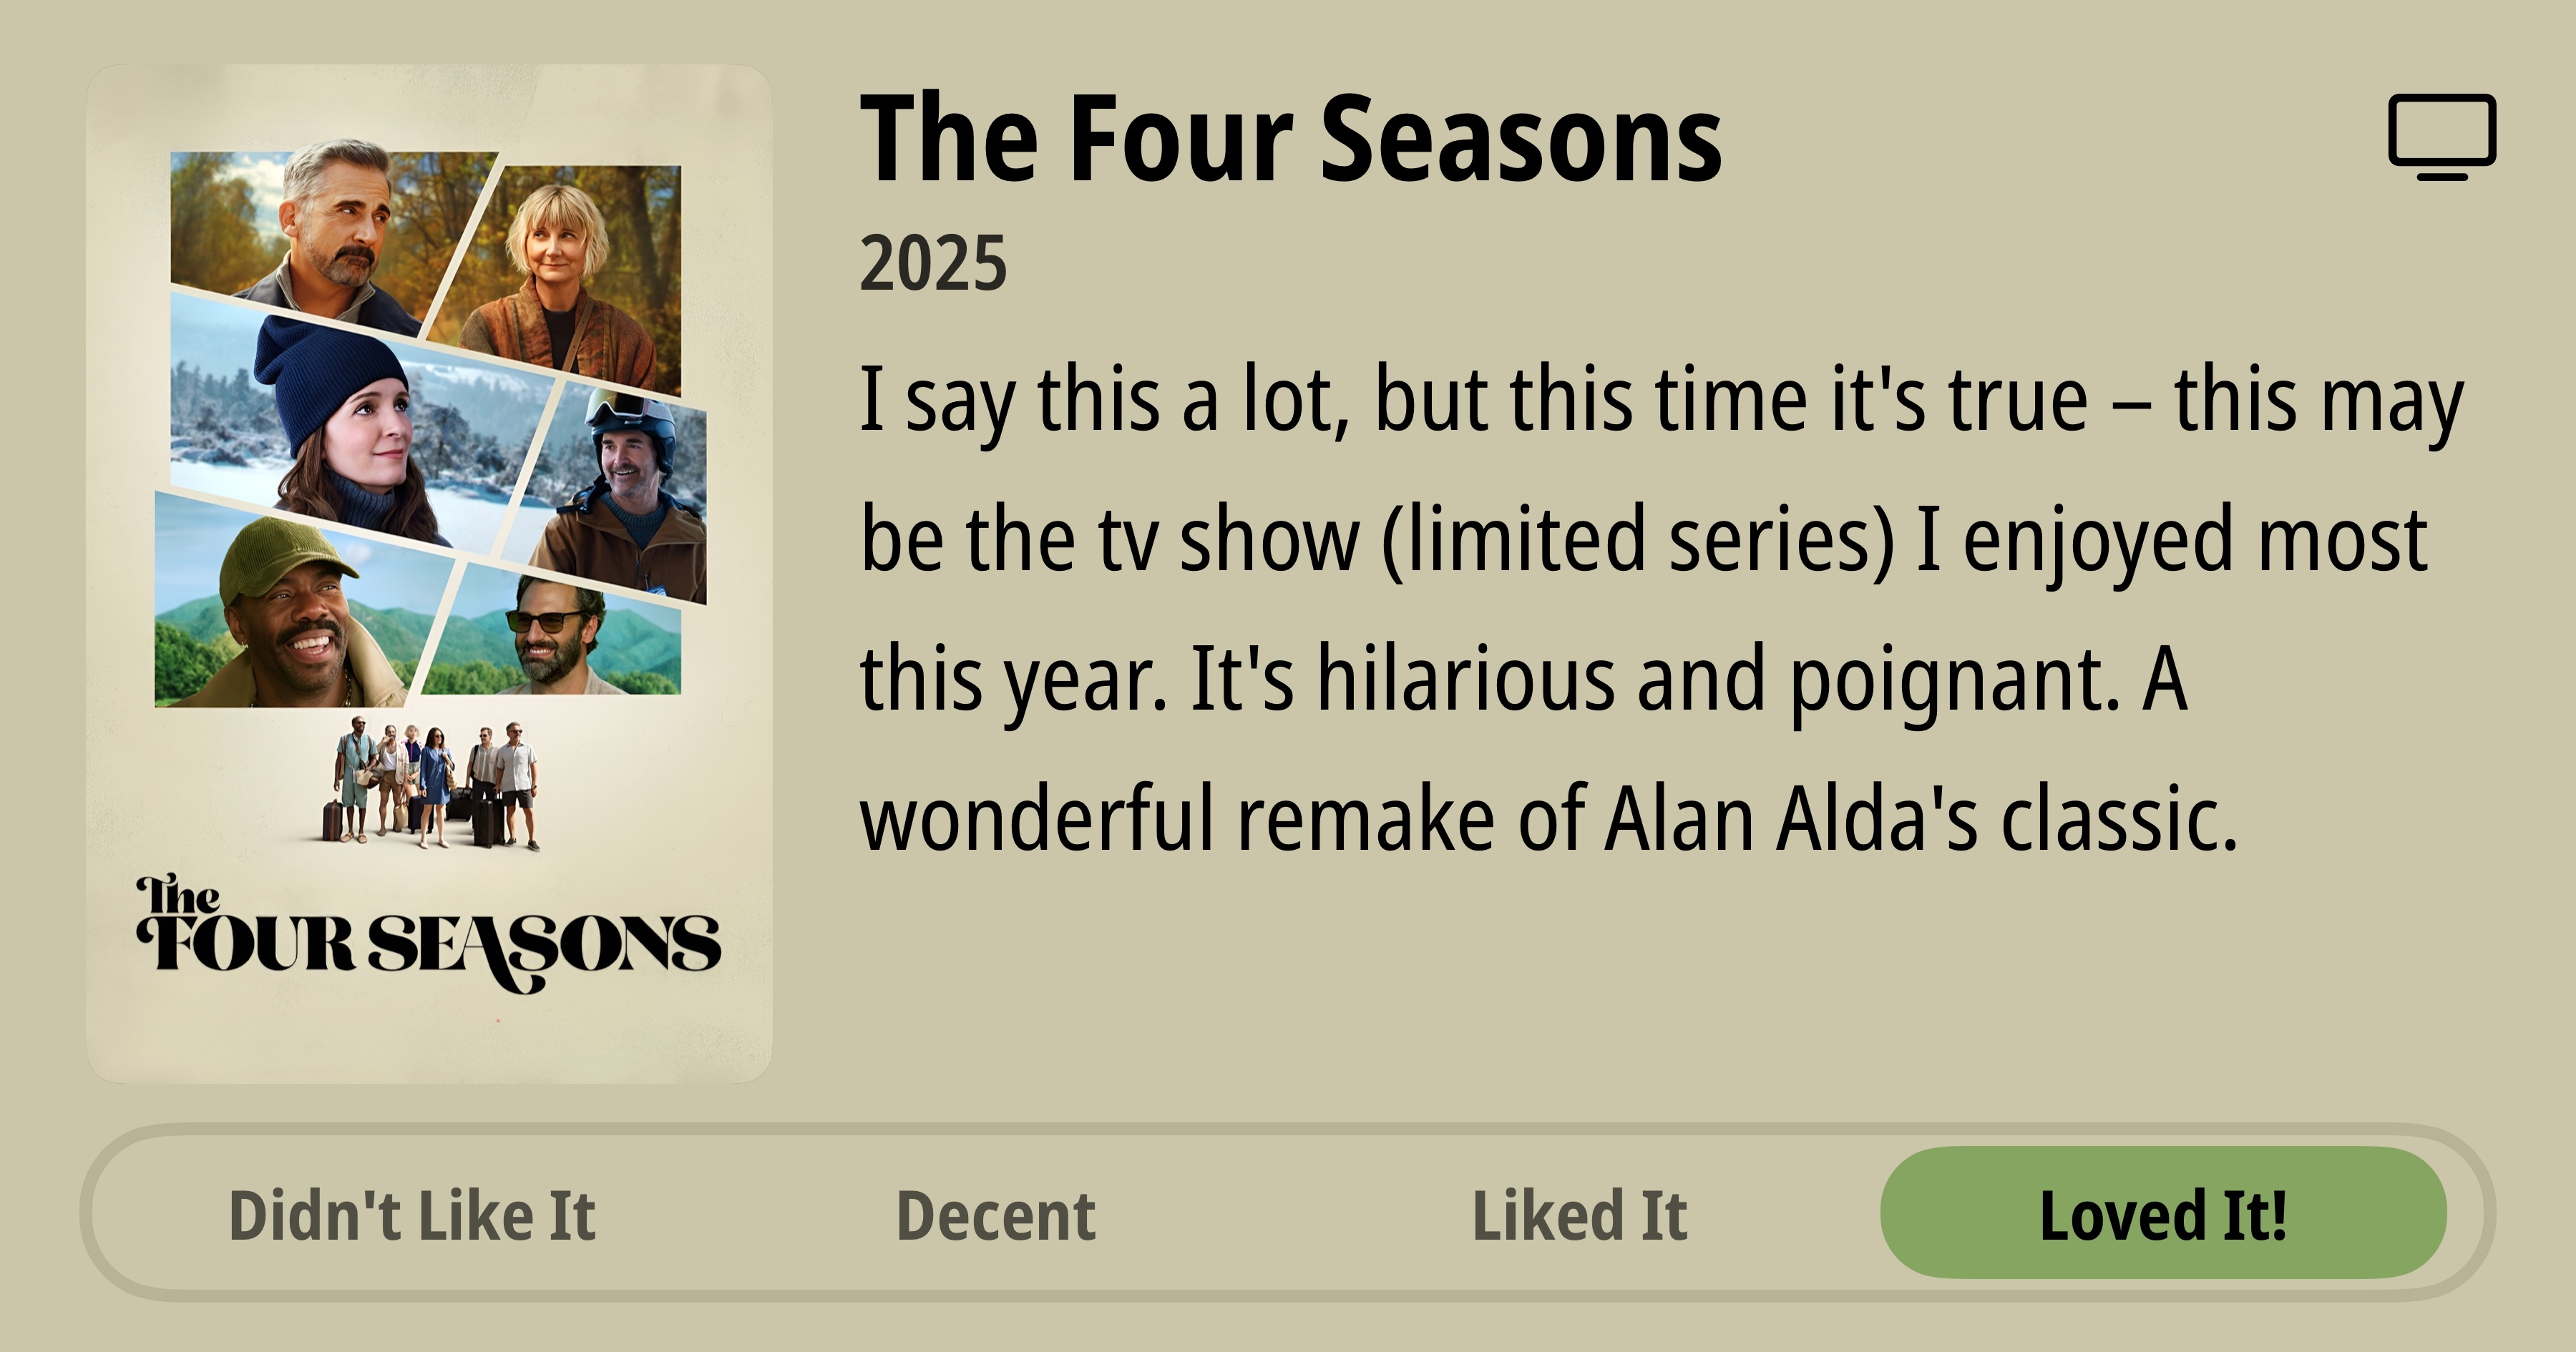 The Four Seasons
2025
I say this a lot, but this time it's true – this may
be the tv show (limited series) I enjoyed most
this year. It's hilarious and poignant. A
wonderful remake of Alan Alda's classic.
The
FOUR SEASONS
Didn't Like It
Decent
Liked It
Loved It!